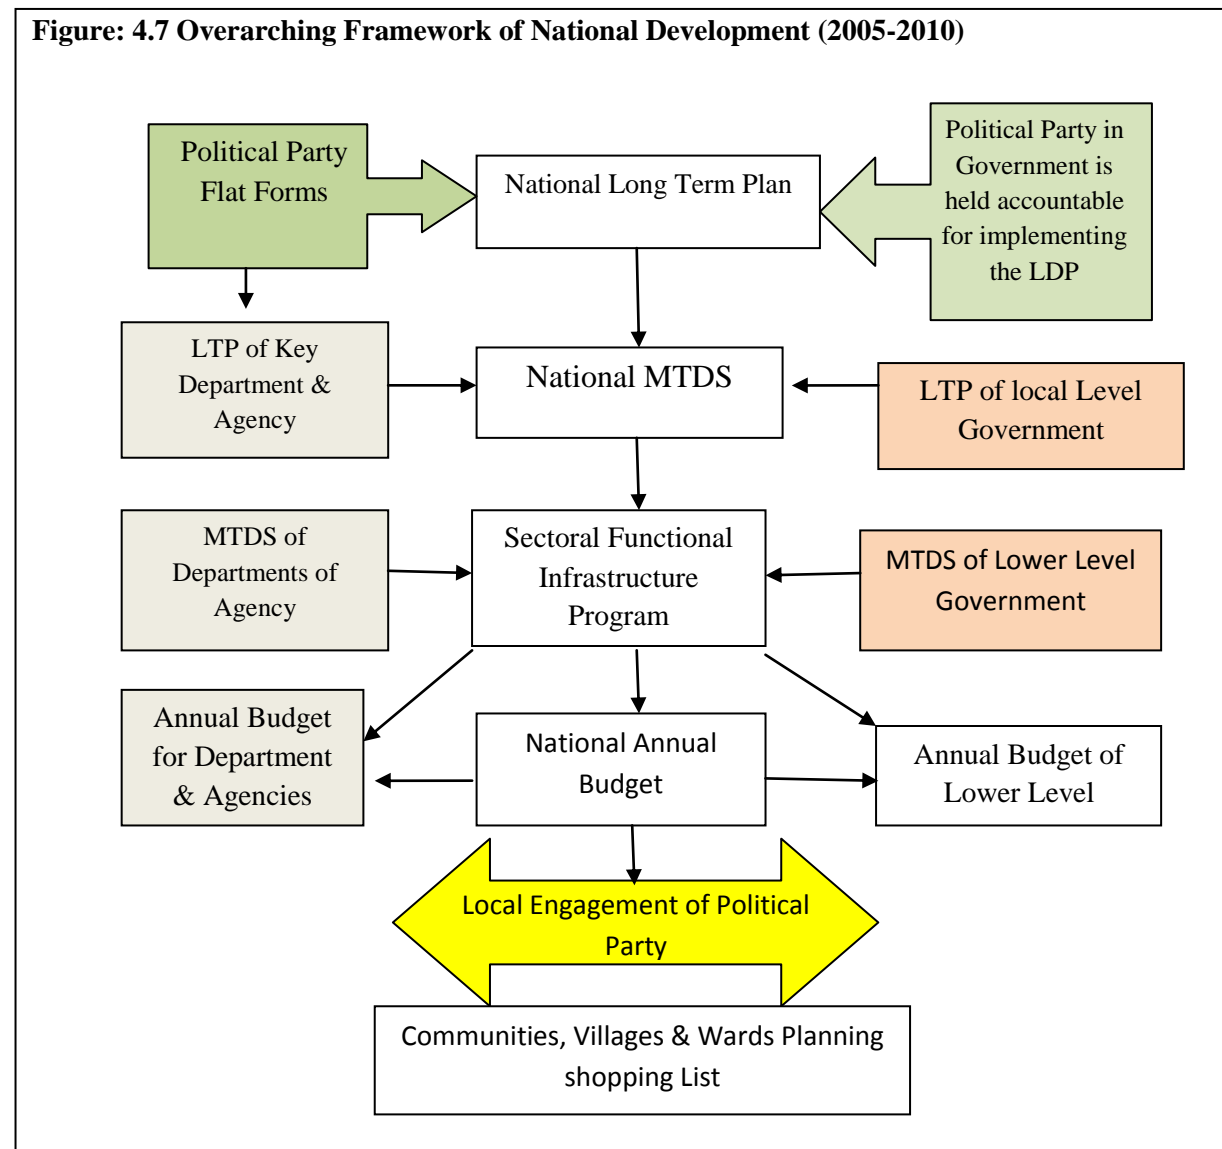 Figure: 4.7 Overarching Framework of National Development (2005-2010)
Political Party
Flat Forms
National Long Term Plan
Political Party in
Government is
held accountable
for implementing
the LDP
LTP of Key
Department &
Agency
National MTDS
LTP of local Level
Government
MTDS of
Departments of
Agency
Sectoral Functional
Infrastructure
Program
MTDS of Lower Level
Government
Annual Budget
for Department
& Agencies
National Annual
Budget
Annual Budget of
Lower Level
Local Engagement of Political
Party
Communities, Villages & Wards Planning
shopping List